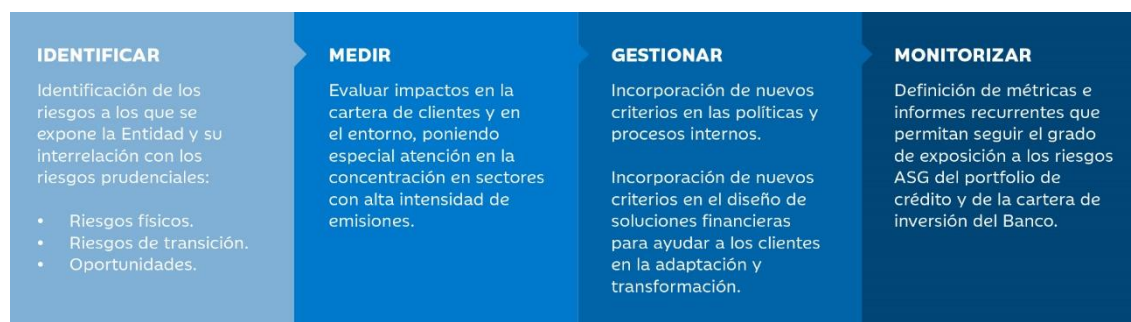 IDENTIFICAR
Identificación de los
riesgos a los que se
expone la Entidad y su
interrelación con los
riesgos prudenciales:
• Riesgos físicos.
• Riesgos de transición.
• Oportunidades.
MEDIR
Evaluar impactos en la
cartera de clientes y en
el entorno, poniendo
especial atención en la
concentración en sectores
con alta intensidad de
emisiones.
GESTIONAR
Incorporación de nuevos
criterios en las políticas y
procesos internos.
Incorporación de nuevos
criterios en el diseño de
soluciones financieras
para ayudar a los clientes
en la adaptación y
transformación.
MONITORIZAR
Definición de métricas e
informes recurrentes que
permitan seguir el grado
de exposición a los riesgos
ASG del portfolio de
crédito y de la cartera de
inversión del Banco.